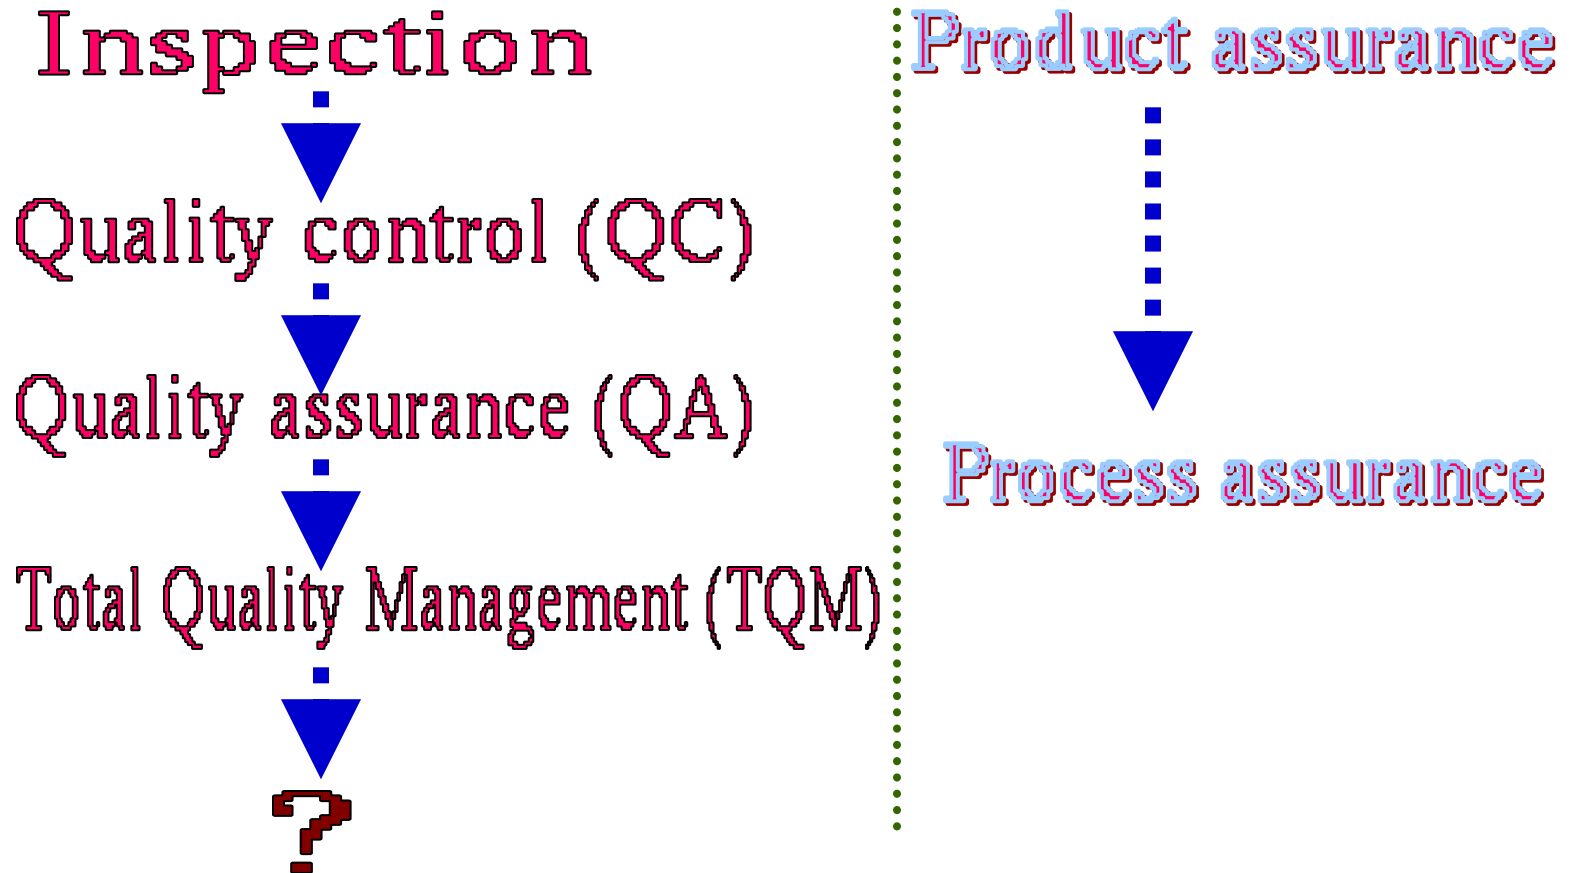 Inspection
Quality control (QC)
Quality assurance (QA)
Total Quality Management (TQM)
?
Product assurance
Process assurance